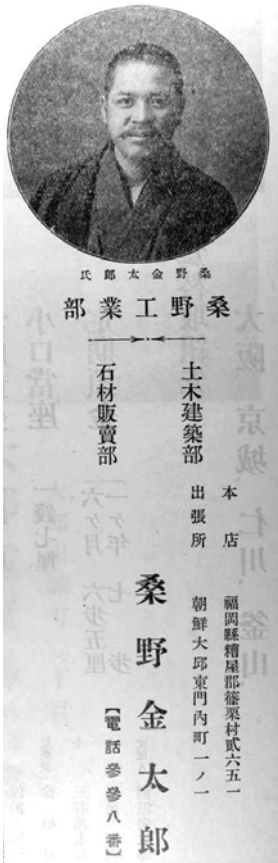 桑野金太郎氏
桑野工業部
土木建築部
石材販賣部
本店　福岡縣糟屋郡篠栗村貳六五一
出張所　朝鮮大邱東門內町一ノ一
桑野金太郎
【電話參參八番】